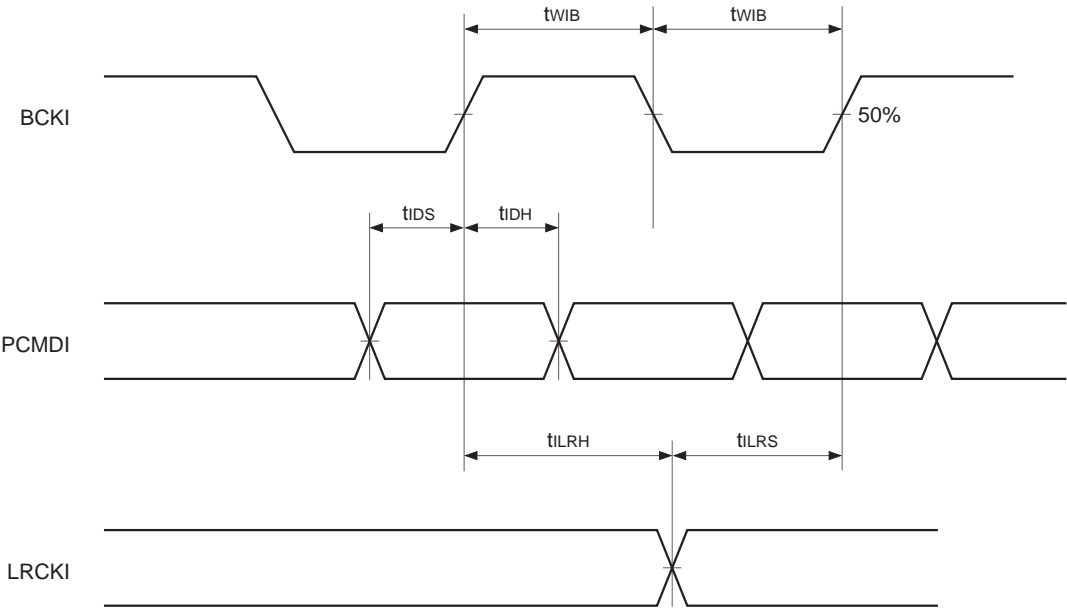 tWIB tWIB
BCKI
50%
tIDS tIDH
PCMDI
tILRH tILRS
LRCKI